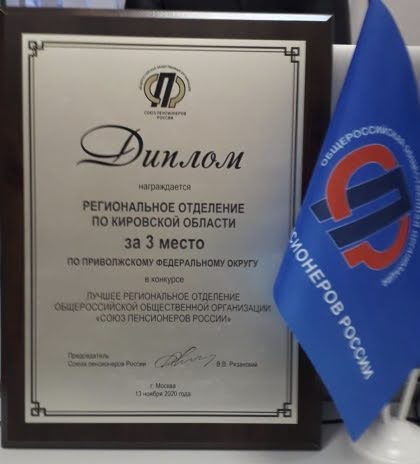 СОЮЗ ПЕНСИОНЕРОВ
РОССИИ
Диплом
награждается
РЕГИОНАЛЬНОЕ ОТДЕЛЕНИЕ
ПО КИРОВСКОЙ ОБЛАСТИ
за 3 место
ПО ПРИВОЛЖСКОМУ ФЕДЕРАЛЬНОМУ ОКРУГУ
в конкурсе
ЛУЧШЕЕ РЕГИОНАЛЬНОЕ ОТДЕЛЕНИЕ
ОБЩЕРОССИЙСКОЙ ОБЩЕСТВЕННОЙ ОРГАНИЗАЦИИ
«СОЮЗ ПЕНСИОНЕРОВ РОССИИ»
Председатель
Союза пенсионеров России
В.В. Рязанский
г. Москва
13 ноября 2020 года
ОБЩЕРОССИЙСКАЯ
СИОНЕРОВ РОССИИ